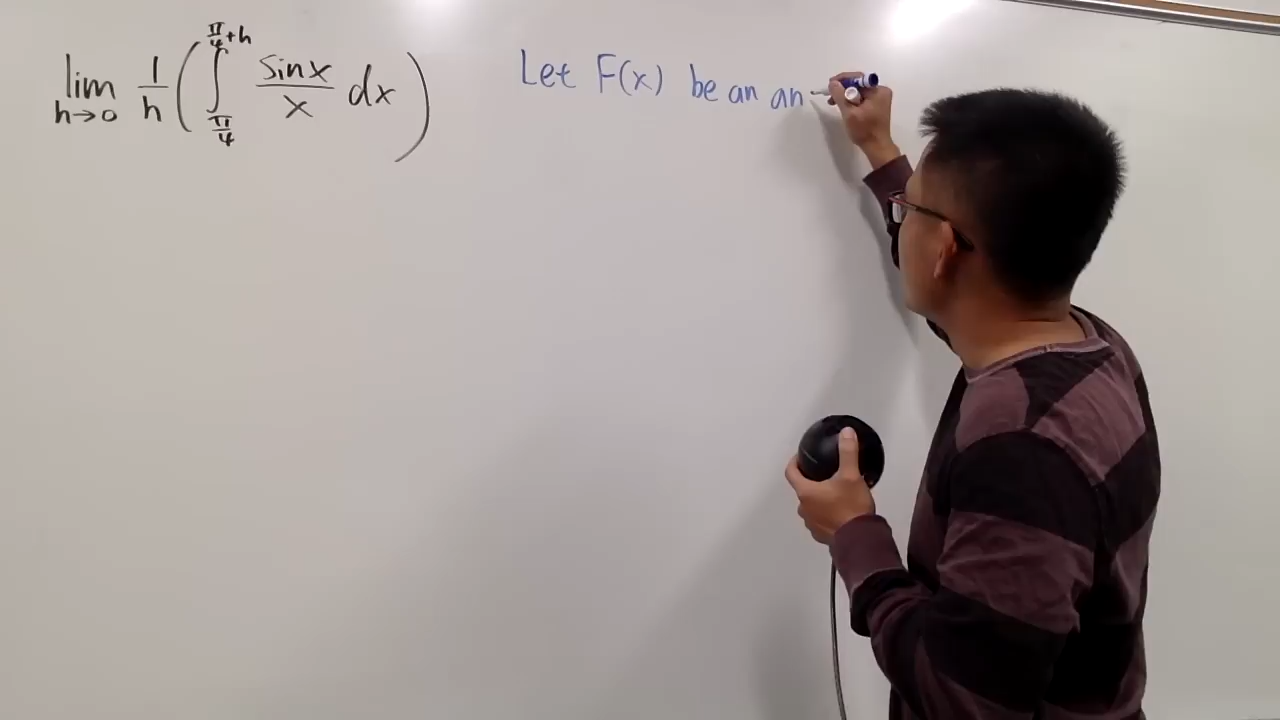 lim h→0 1/h ( ∫ π/4 π/4+h sinx/x dx )
Let F(x) be an an